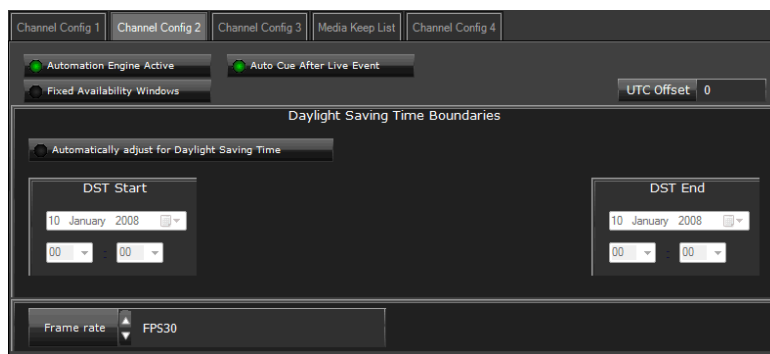 Channel Config 1 Channel Config 2 Channel Config 3 Media Keep List Channel Config 4
Automation Engine Active Auto Cue After Live Event
Fixed Availability Windows UTC Offset 0
Daylight Saving Time Boundaries
Automatically adjust for Daylight Saving Time
DST Start DST End
10 January 2008 10 January 2008
00 : 00 00 : 00
Frame rate FPS30